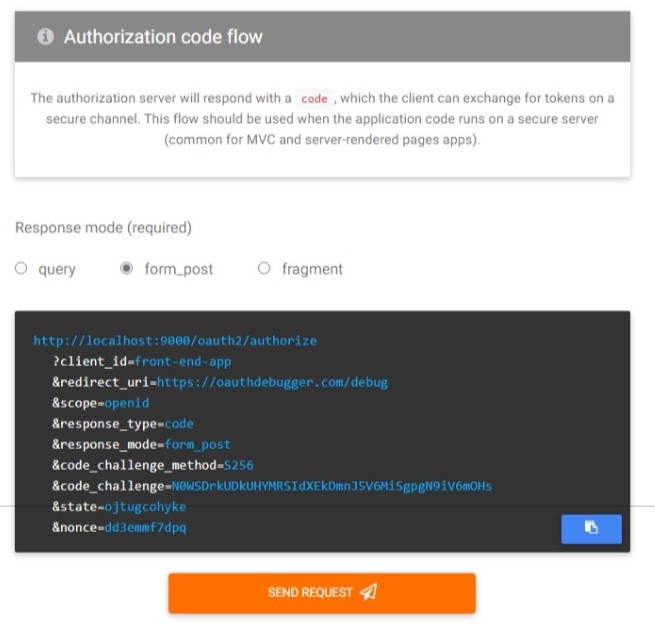 Authorization code flow
The authorization server will respond with a code , which the client can exchange for tokens on a
secure channel. This flow should be used when the application code runs on a secure server
(common for MVC and server-rendered pages apps).
Response mode (required)
query form_post fragment
http://localhost:9000/oauth2/authorize
?client_id=front-end-app
&redirect_uri=https://oauthdebugger.com/debug
&scope=openid
&response_type=code
&response_mode=form_post
&code_challenge_method=S256
&code_challenge=N0WSDrkUDkUHYMRSIdXEkDmnJ5V6MiSgpgN9iV6mOHs
&state=ojtugcohyke
&nonce=dd3emmf7dpq
SEND REQUEST